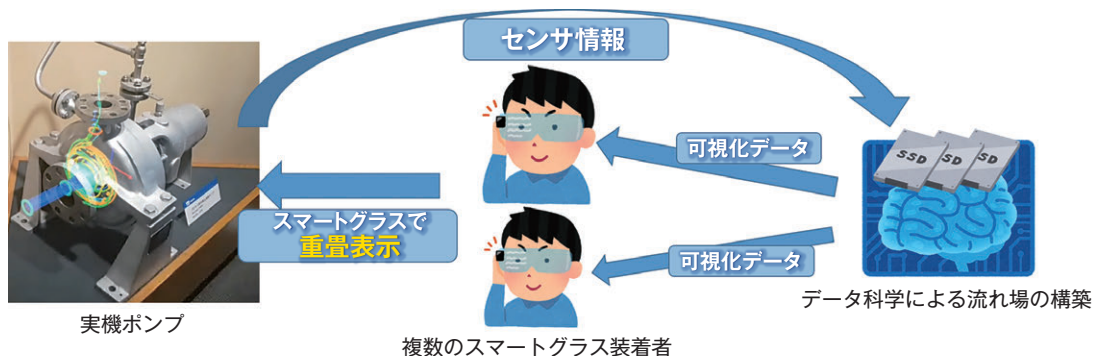 センサ情報
可視化データ
スマートグラスで
重畳表示
可視化データ
SSD
SD
SD
実機ポンプ
複数のスマートグラス装着者
データ科学による流れ場の構築